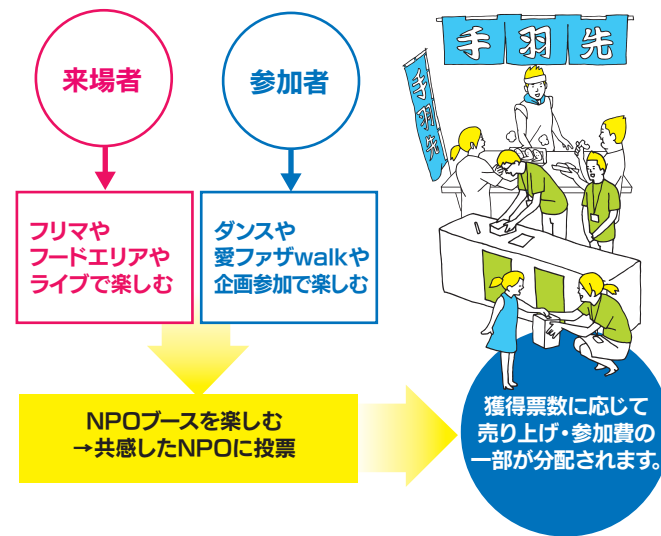 来場者
参加者
フリマや
フードエリアや
ライブで楽しむ
ダンスや
愛ファザwalkや
企画参加で楽しむ
NPOブースを楽しむ
→共感したNPOに投票
手羽先
手羽先
獲得票数に応じて
売り上げ・参加費の
一部が分配されます。